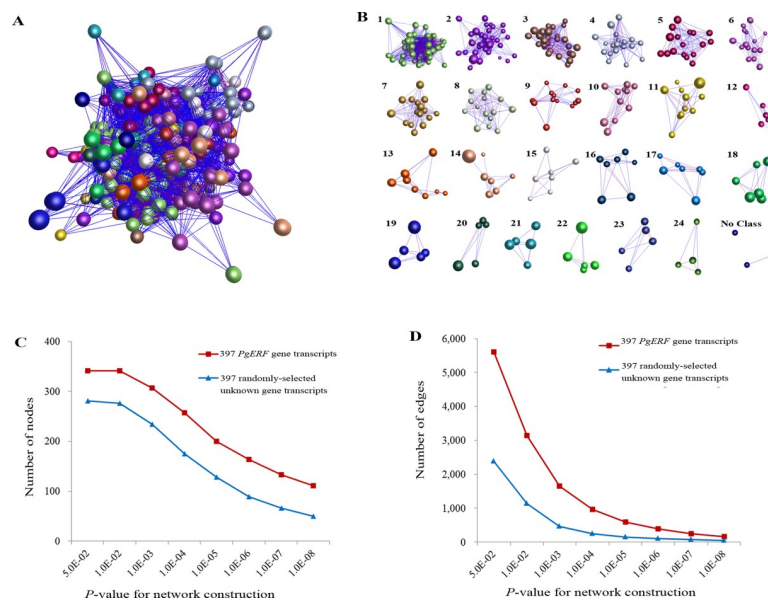 A
B
1 2 3 4 5 6
7 8 9 10 11 12
13 14 15 16 17 18
19 20 21 22 23 24 No Class
C
397 PgERF gene transcripts
397 randomly-selected
unknown gene transcripts
Number of nodes
400
300
200
100
0
5.0E-02 1.0E-02 1.0E-03 1.0E-04 1.0E-05 1.0E-06 1.0E-07 1.0E-08
P-value for network construction
D
397 PgERF gene transcripts
397 randomly-selected
unknown gene transcripts
Number of edges
6,000
5,000
4,000
3,000
2,000
1,000
0
5.0E-02 1.0E-02 1.0E-03 1.0E-04 1.0E-05 1.0E-06 1.0E-07 1.0E-08
P-value for network construction